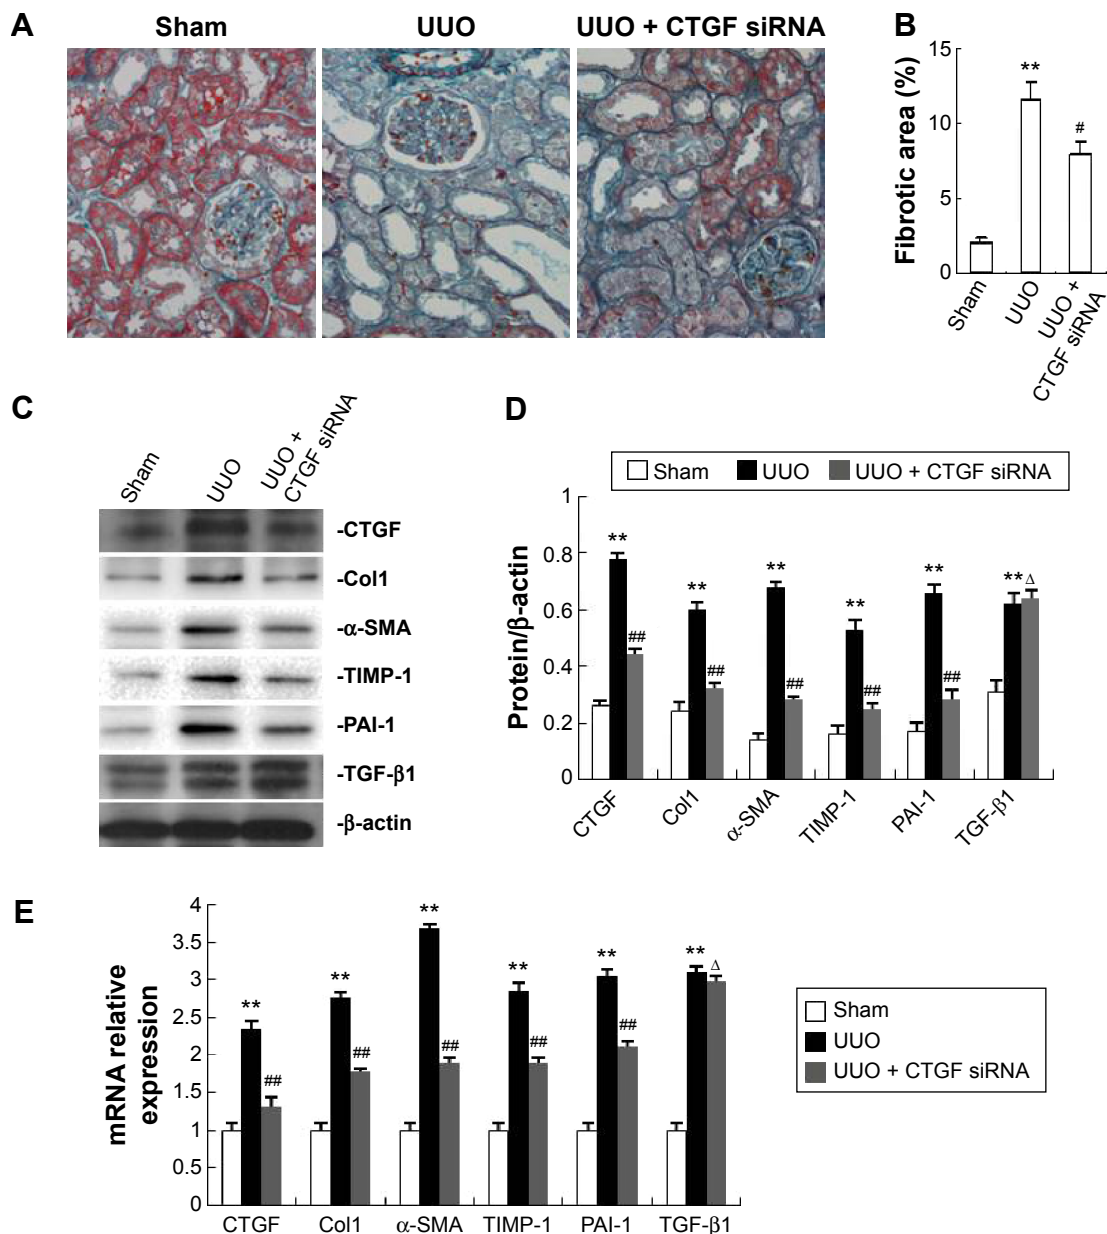 A
Sham
UUO
UUO + CTGF siRNA
B
Fibrotic area (%)
15
10
5
0
**
#
Sham
UUO
UUO +
CTGF siRNA
C
Sham
UUO
UUO +
CTGF siRNA
-CTGF
-Col1
-α-SMA
-TIMP-1
-PAI-1
-TGF-β1
-β-actin
D
Sham UUO UUO + CTGF siRNA
Protein/β-actin
1
0.8
0.6
0.4
0.2
0
** ## ** ## ** ## ** ## ** ## ** Δ
CTGF
Col1
α-SMA
TIMP-1
PAI-1
TGF-β1
E
mRNA relative
expression
4
3.5
3
2.5
2
1.5
1
0.5
0
** ## ** ## ** ## ** ## ** ## ** Δ
CTGF Col1 α-SMA TIMP-1 PAI-1 TGF-β1
Sham
UUO
UUO + CTGF siRNA